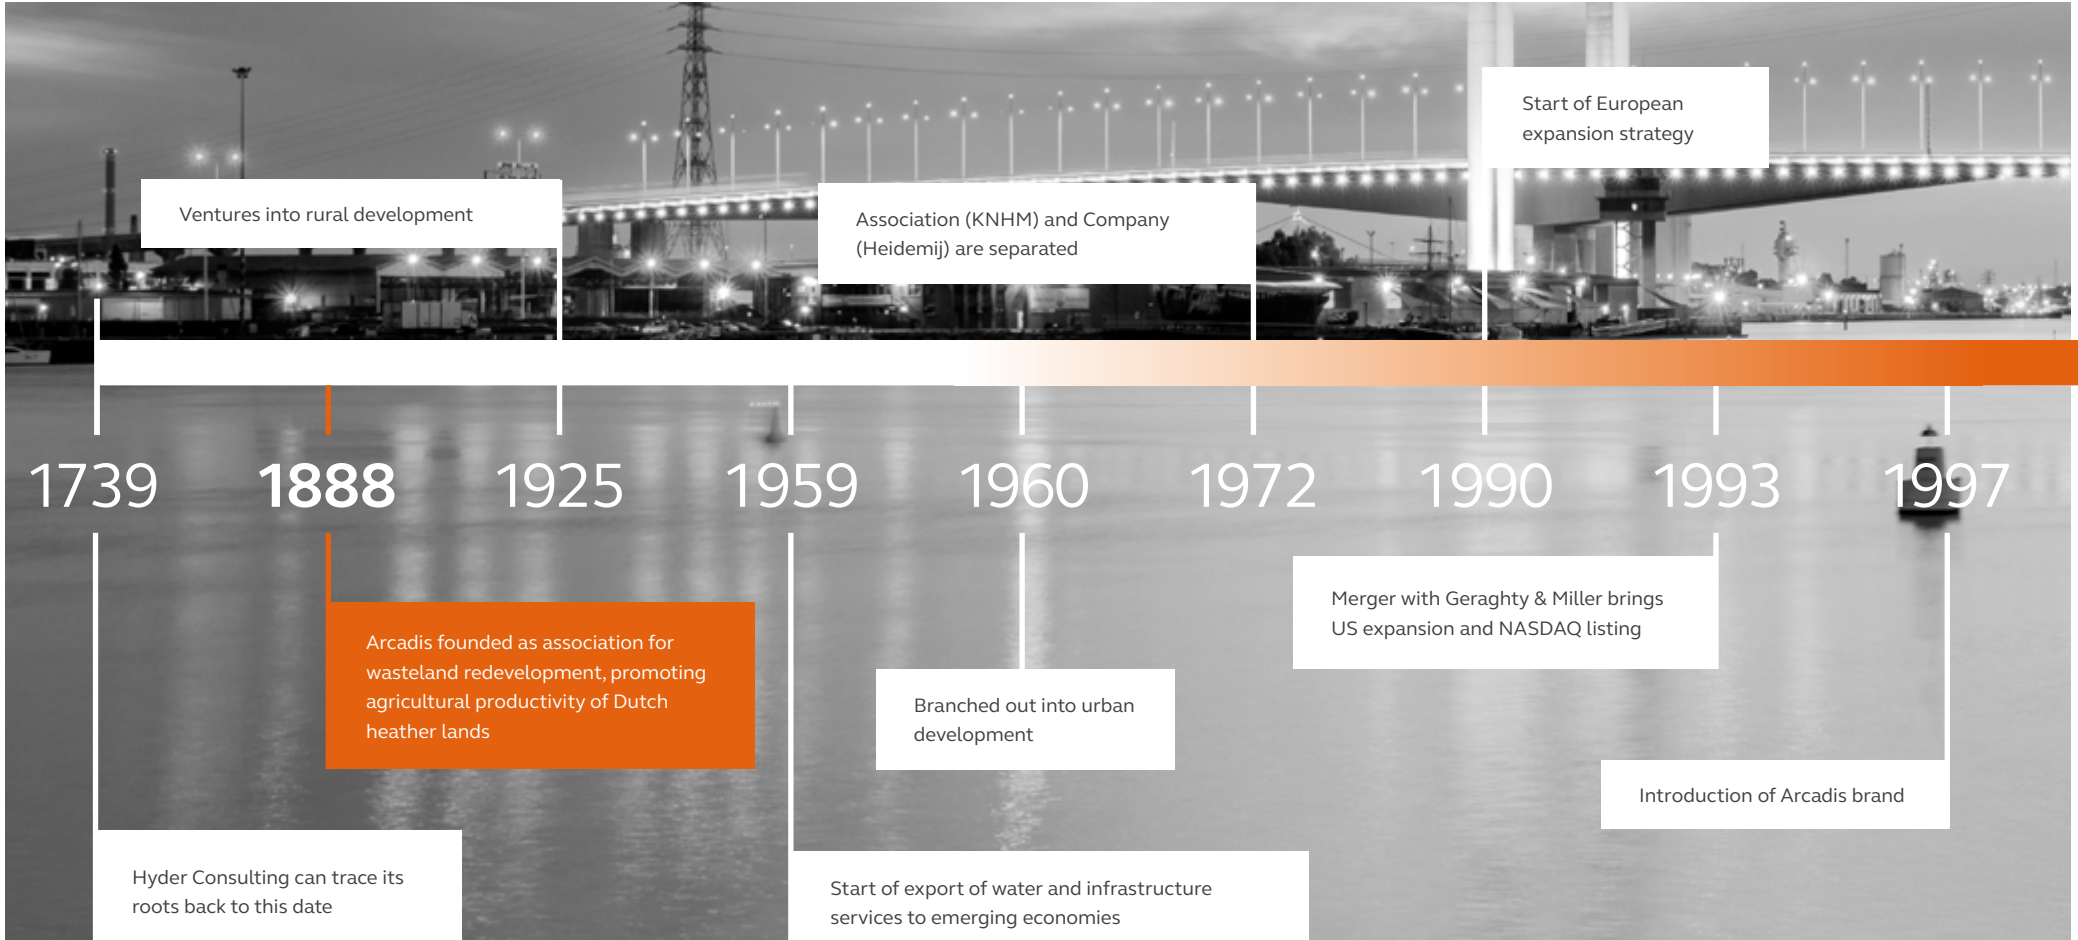 Start of European
expansion strategy
Ventures into rural development
Association (KNHM) and Company
(Heidemij) are separated
1739
1888
1925
1959
1960
1972
1990
1993
1997
Merger with Geraghty & Miller brings
US expansion and NASDAQ listing
Arcadis founded as association for
wasteland redevelopment, promoting
agricultural productivity of Dutch
heather lands
Branched out into urban
development
Introduction of Arcadis brand
Hyder Consulting can trace its
roots back to this date
Start of export of water and infrastructure
services to emerging economies